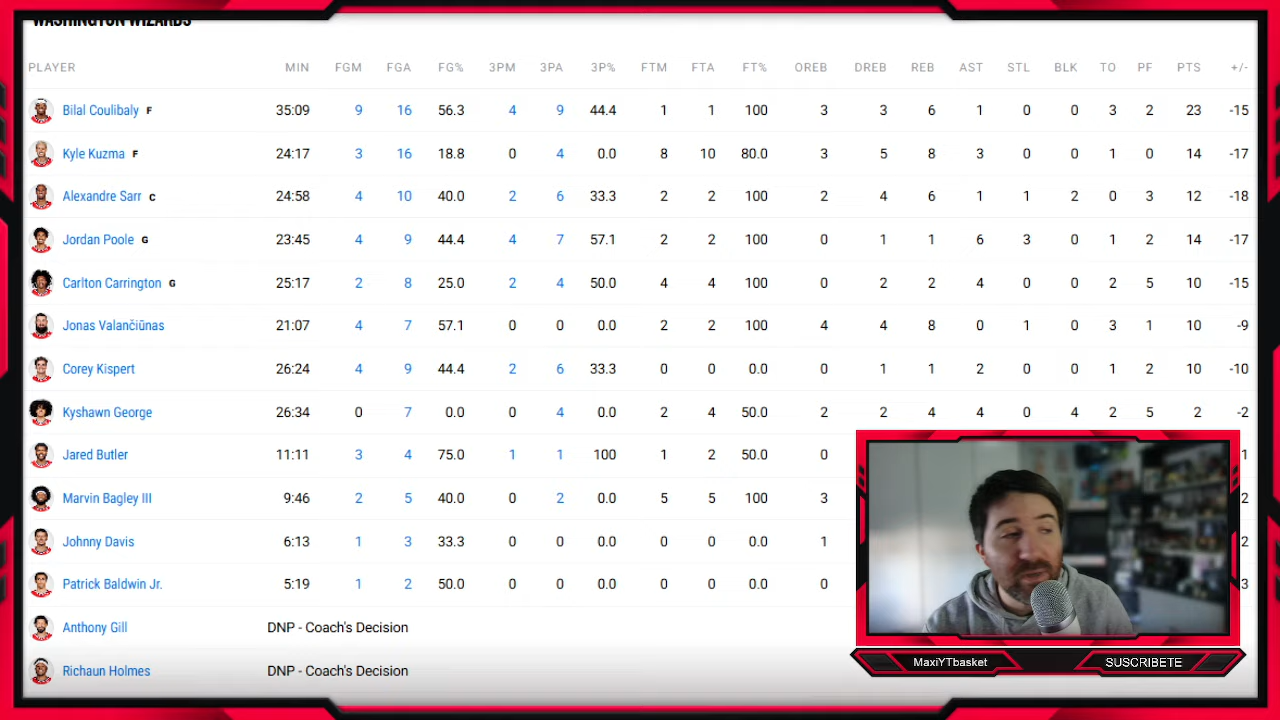 WASHINGTON WIZARDS
PLAYER MIN FGM FGA FG% 3PM 3PA 3P% FTM FTA FT% OREB DREB REB AST STL BLK TO PF PTS +/-
Bilal Coulibaly F 35:09 9 16 56.3 4 9 44.4 1 1 100 3 3 6 1 0 0 3 2 23 -15
Kyle Kuzma F 24:17 3 16 18.8 0 4 0.0 8 10 80.0 3 5 8 3 0 0 1 0 14 -17
Alexandre Sarr C 24:58 4 10 40.0 2 6 33.3 2 2 100 2 4 6 1 1 2 0 3 12 -18
Jordan Poole G 23:45 4 9 44.4 4 7 57.1 2 2 100 0 1 1 6 3 0 1 2 14 -17
Carlton Carrington G 25:17 2 8 25.0 2 4 50.0 4 4 100 0 2 2 4 0 0 2 5 10 -15
Jonas Valančiūnas 21:07 4 7 57.1 0 0 0.0 2 2 100 4 4 8 0 1 0 3 1 10 -9
Corey Kispert 26:24 4 9 44.4 2 6 33.3 0 0 0.0 0 1 1 2 0 0 1 2 10 -10
Kyshawn George 26:34 0 7 0.0 0 4 0.0 2 4 50.0 2 2 4 4 0 4 2 5 2 -2
Jared Butler 11:11 3 4 75.0 1 1 100 1 2 50.0 0 1
Marvin Bagley III 9:46 2 5 40.0 0 2 0.0 5 5 100 3 2
Johnny Davis 6:13 1 3 33.3 0 0 0.0 0 0 0.0 1 2
Patrick Baldwin Jr. 5:19 1 2 50.0 0 0 0.0 0 0 0.0 0 3
Anthony Gill DNP - Coach's Decision
Richaun Holmes DNP - Coach's Decision
MaxiYTbasket SUSCRIBETE